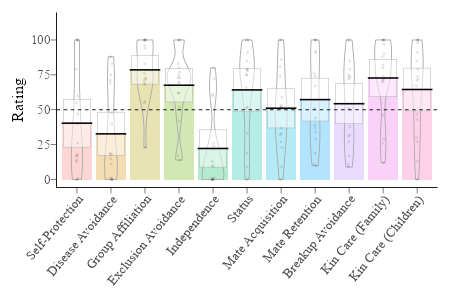 Rating
100
75
50
25
0
Self-Protection
Disease Avoidance
Group Affiliation
Exclusion Avoidance
Independence
Status
Mate Acquisition
Mate Retention
Breakup Avoidance
Kin Care (Family)
Kin Care (Children)